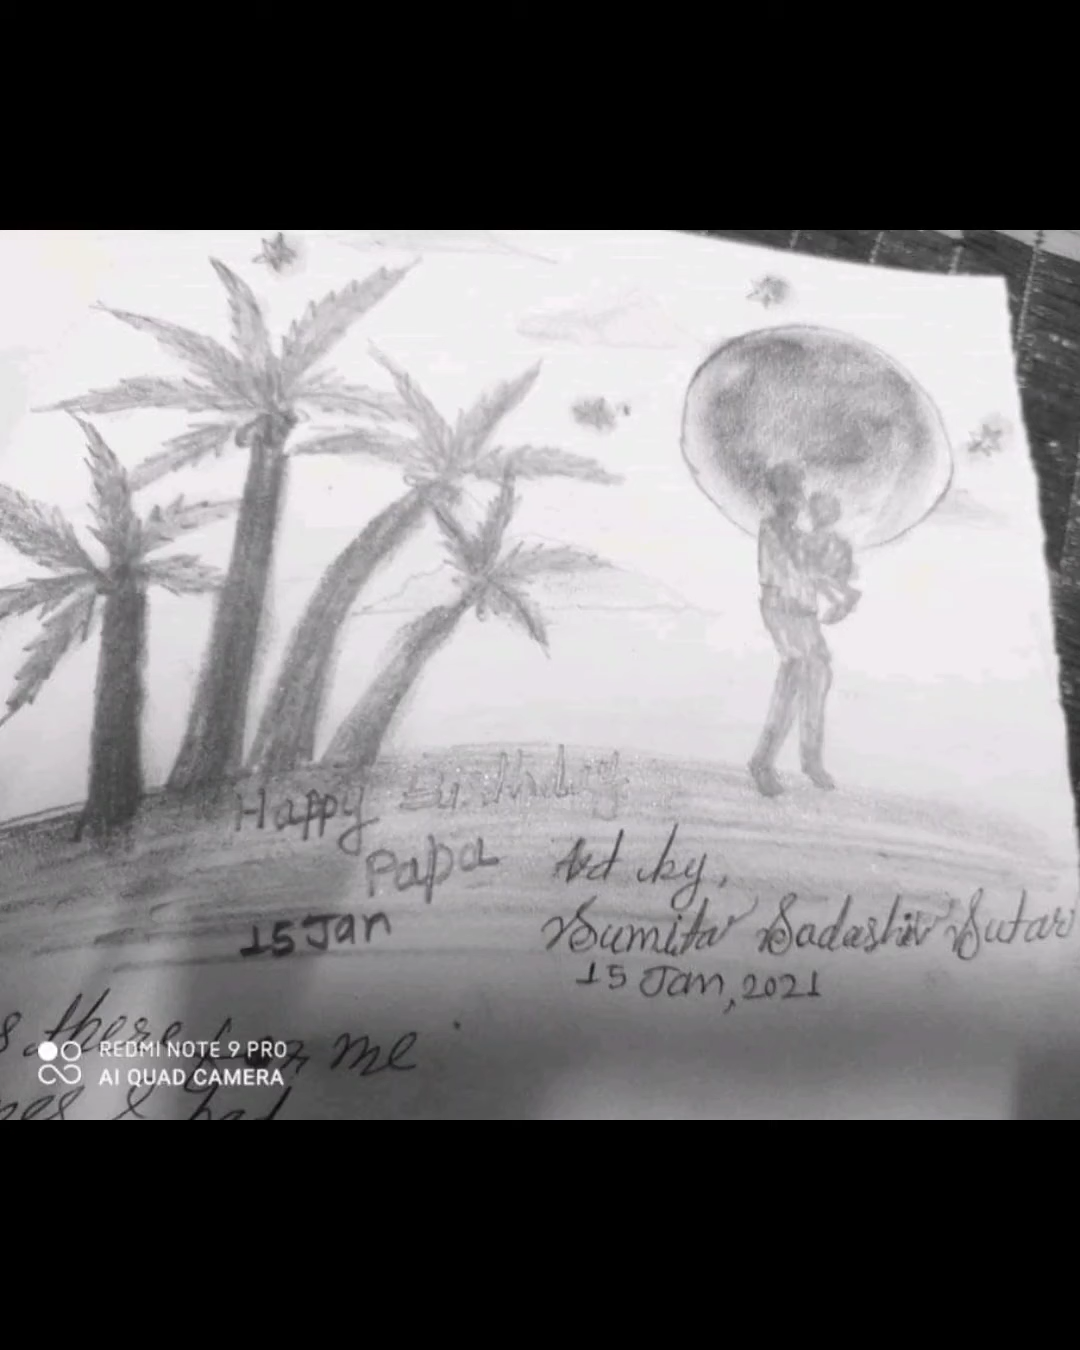 Happy Birthday
Papa
15 Jan
Art by,
Sumita Sadashiv Sutar
15 Jan, 2021
there for me
REDMI NOTE 9 PRO
AI QUAD CAMERA